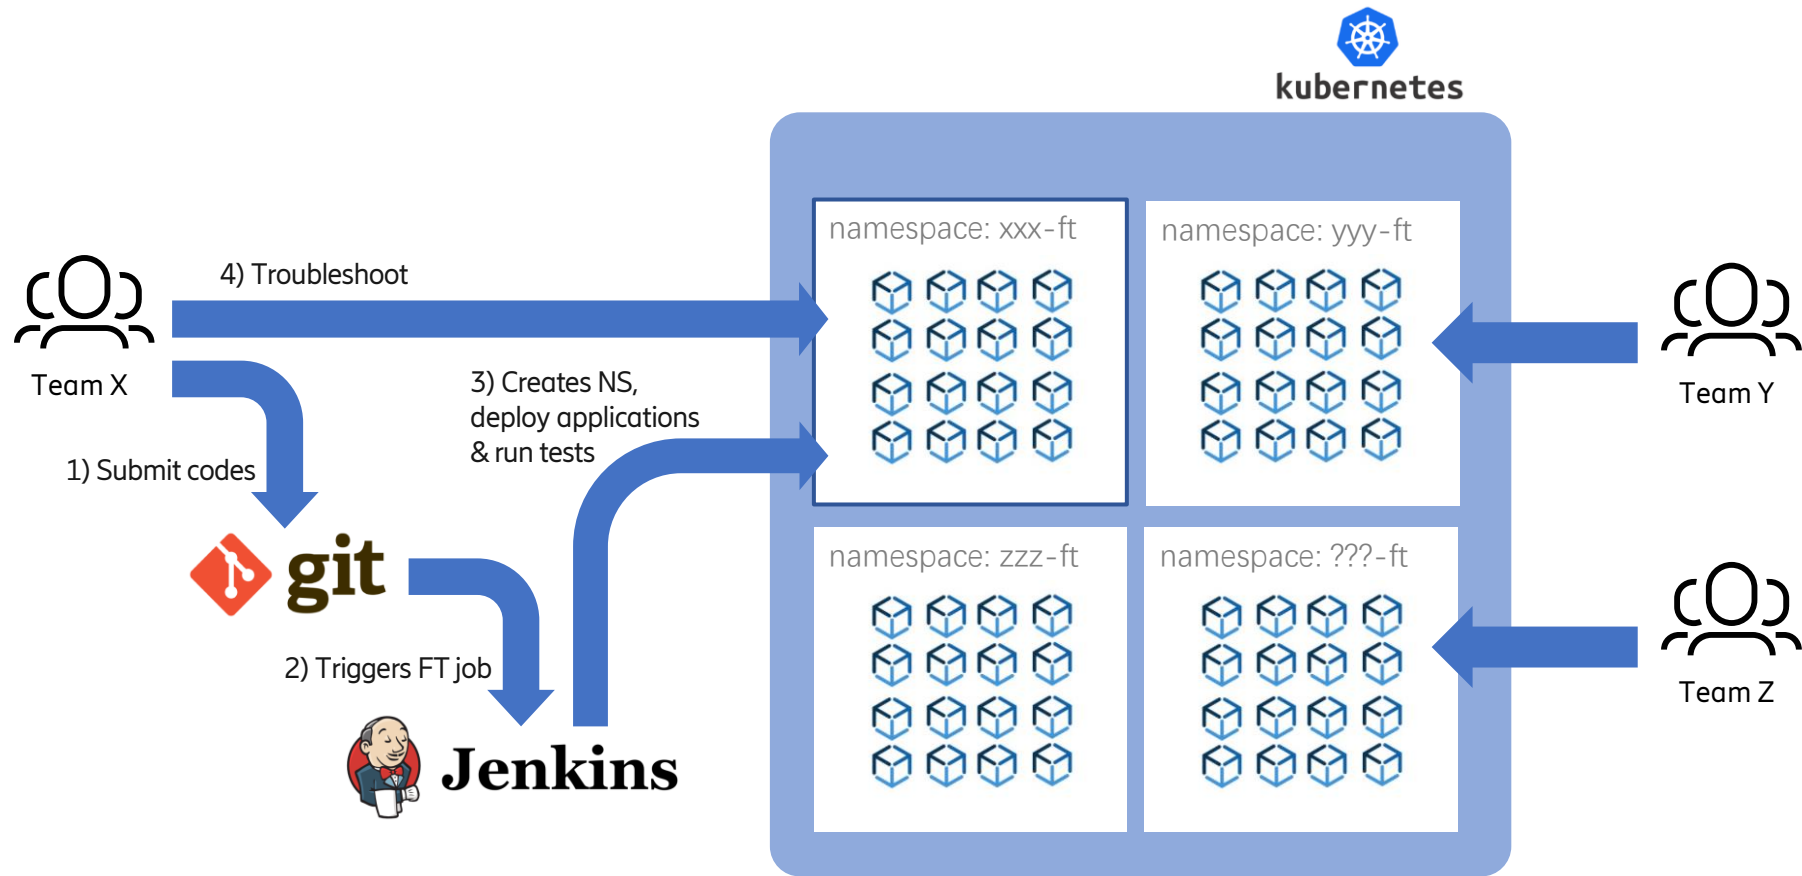 kubernetes
namespace: xxx-ft
namespace: yyy-ft
4) Troubleshoot
Team X
3) Creates NS,
deploy applications
& run tests
Team Y
1) Submit codes
git
namespace: zzz-ft
namespace: ???-ft
2) Triggers FT job
Team Z
Jenkins